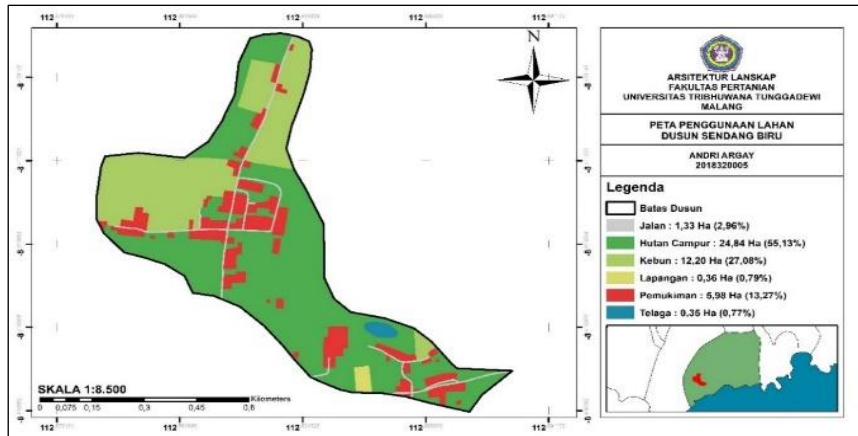 112
112
112
112
112
N
SKALA 1:8.500
Kilometers
0 0,075 0,15 0,3 0,45 0,6
112
112
112
112
112
ARSITEKTUR LANSKAP
FAKULTAS PERTANIAN
UNIVERSITAS TRIBHUWANA TUNGGADEWI
MALANG
PETA PENGGUNAAN LAHAN
DUSUN SENDANG BIRU
ANDRI ARGAY
2018320005
Legenda
Batas Dusun
Jalan : 1,33 Ha (2,96%)
Hutan Campur : 24,84 Ha (55,13%)
Kebun : 12,20 Ha (27,08%)
Lapangan : 0,36 Ha (0,79%)
Pemukiman : 5,98 Ha (13,27%)
Telaga : 0,35 Ha (0,77%)